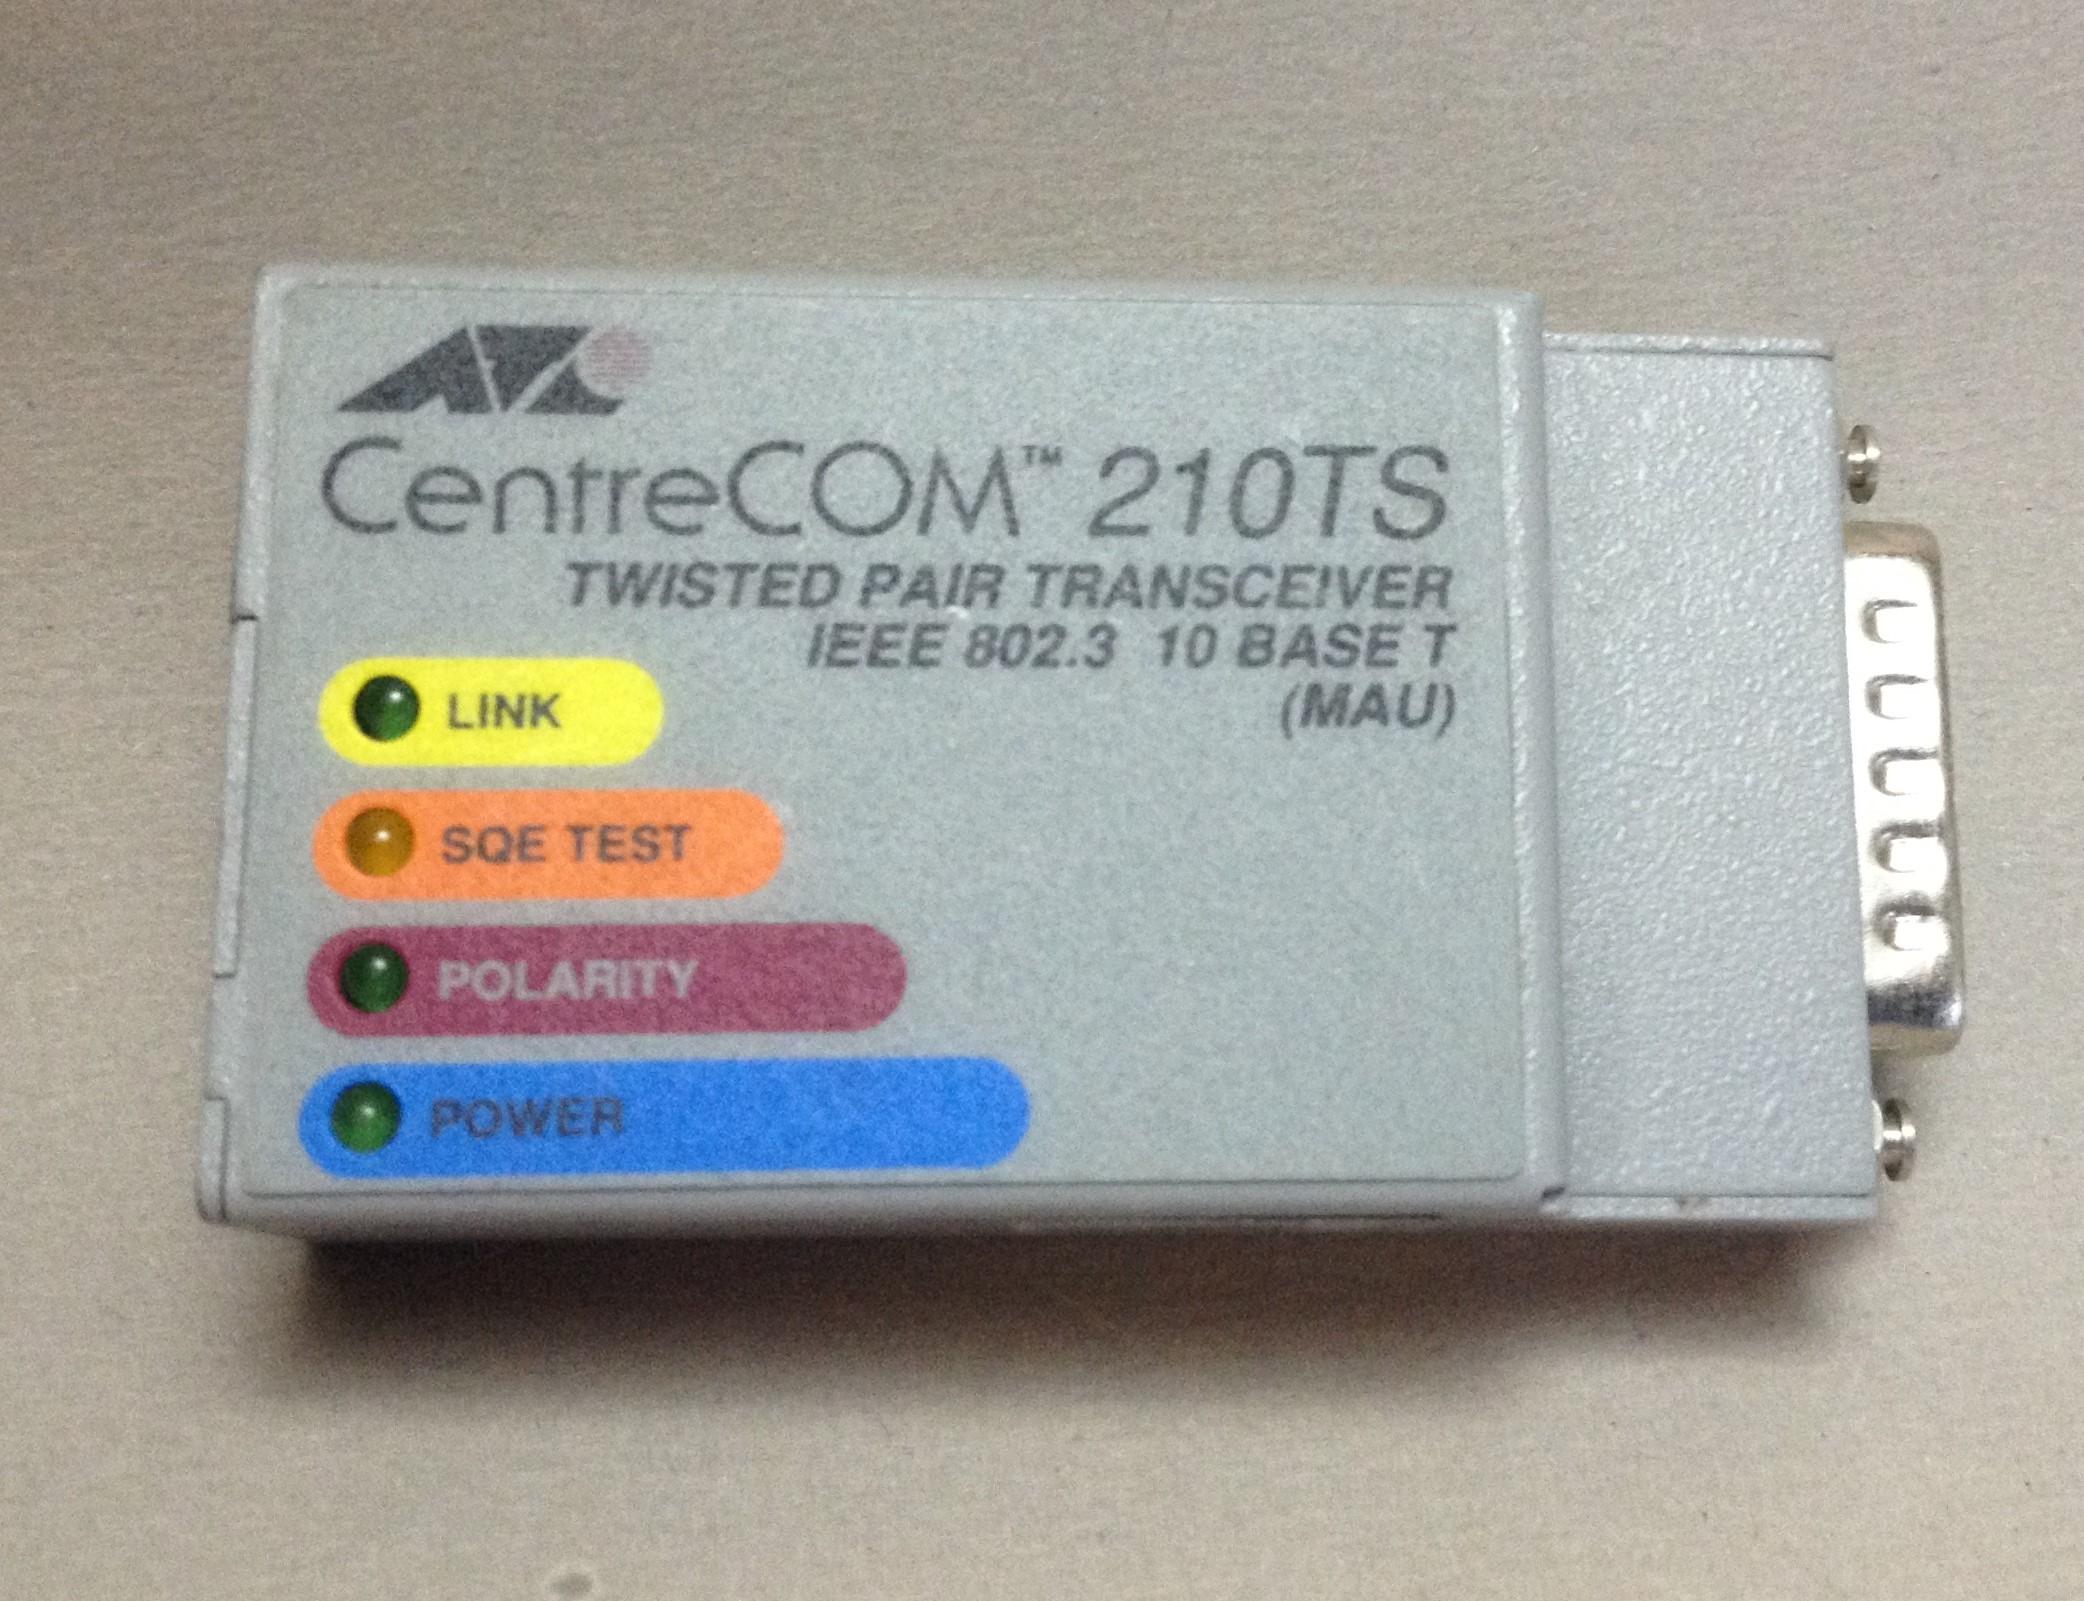 CentreCOM™ 210TS
TWISTED PAIR TRANSCEIVER
IEEE 802.3 10 BASE T
(MAU)
LINK
SQE TEST
POLARITY
POWER